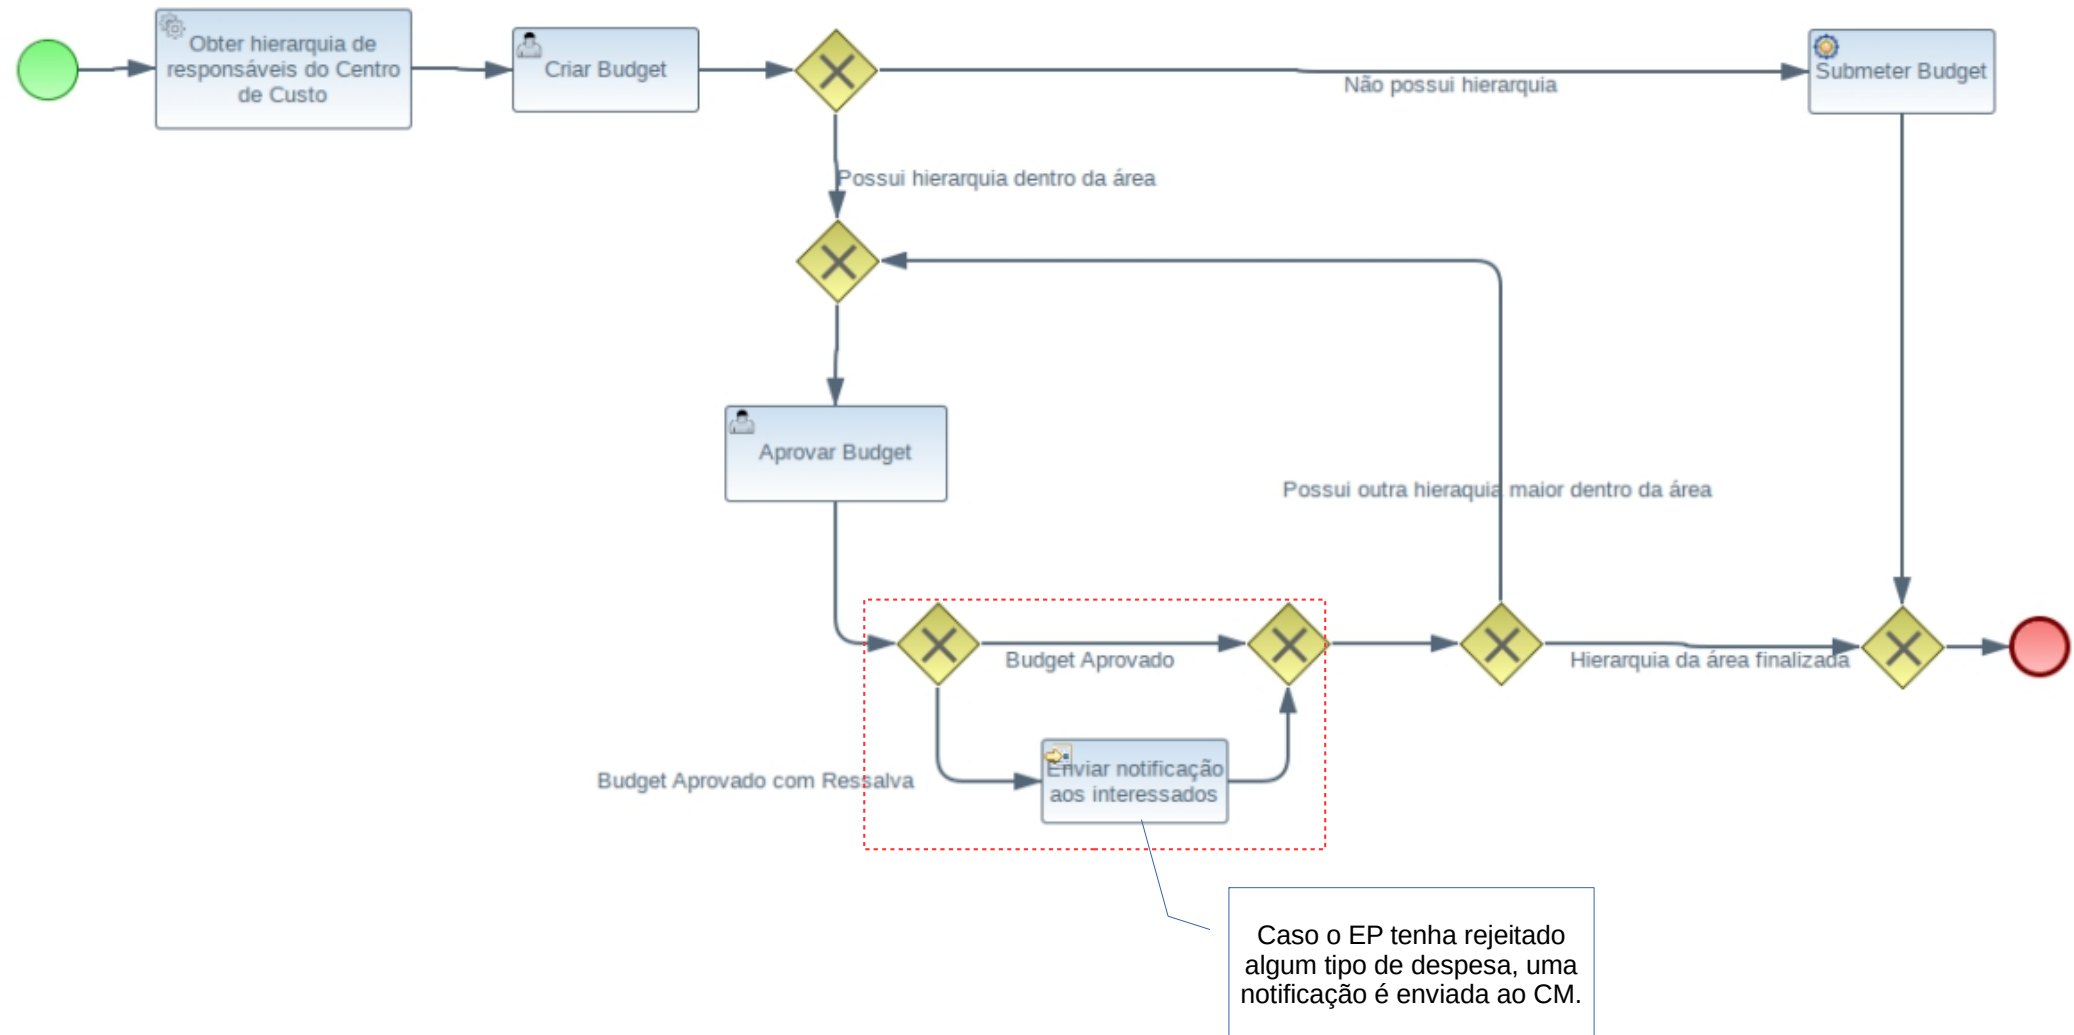 Obter hierarquia de
responsáveis do Centro
de Custo
Criar Budget
Submeter Budget
Não possui hierarquia
Possui hierarquia dentro da área
Aprovar Budget
Possui outra hieraquia maior dentro da área
Budget Aprovado
Hierarquia da área finalizada
Budget Aprovado com Ressalva
Enviar notificação
aos interessados
Caso o EP tenha rejeitado
algum tipo de despesa, uma
notificação é enviada ao CM.